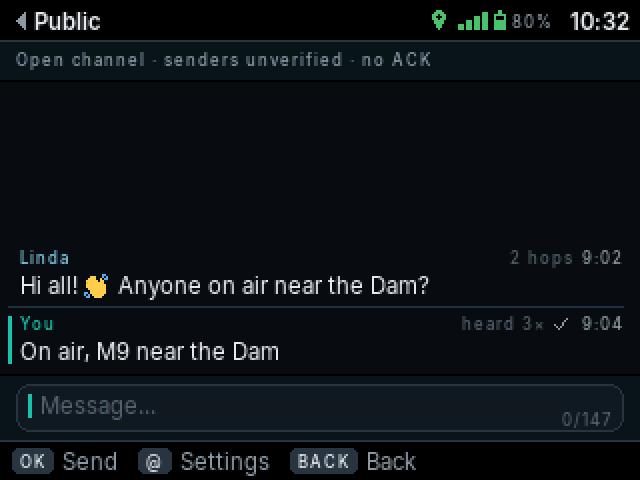 Public 80% 10:32
Open channel · senders unverified · no ACK
Linda 2 hops 9:02
Hi all! 👋 Anyone on air near the Dam?
You heard 3× ✓ 9:04
On air, M9 near the Dam
Message...
0/147
OK Send @ Settings BACK Back